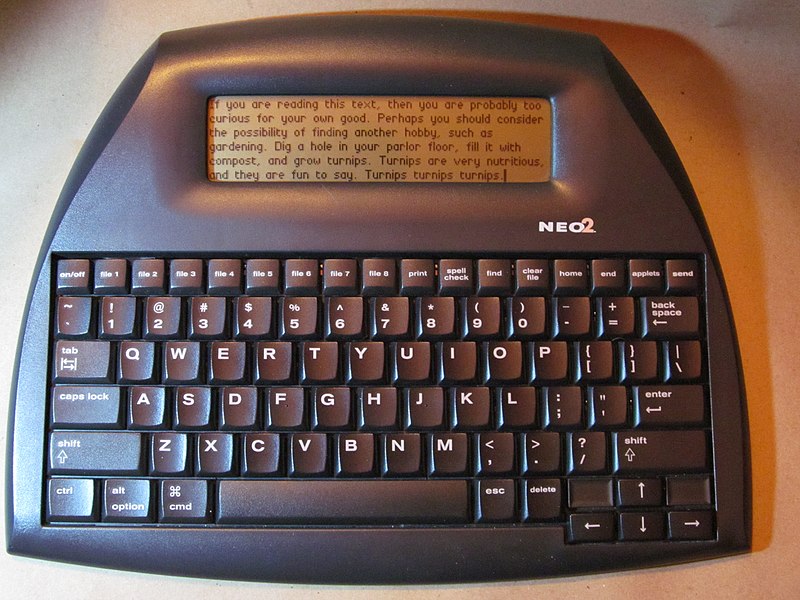 If you are reading this text, then you are probably too
curious for your own good. Perhaps you should consider
the possibility of finding another hobby, such as
gardening. Dig a hole in your parlor floor, fill it with
compost, and grow turnips. Turnips are very nutritious,
and they are fun to say. Turnips turnips turnips.
NEO2
on/off file 1 file 2 file 3 file 4 file 5 file 6 file 7 file 8 print spell check find clear file home end applets send
~ ! @ # $ % ^ & * ( ) _ + back space
` 1 2 3 4 5 6 7 8 9 0 - = ←
tab Q W E R T Y U I O P { [ } ] | \
caps lock A S D F G H J K L : ; " ' enter
shift Z X C V B N M < , > . ? / shift
ctrl alt option ⌘ cmd esc delete ↑
← ↓ →